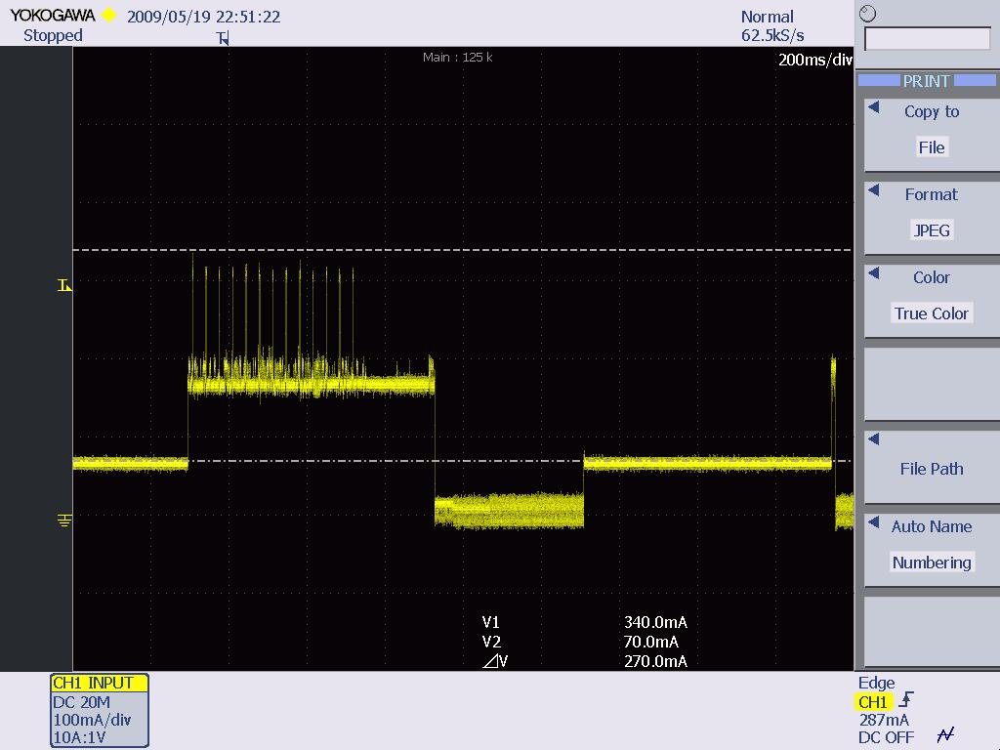 YOKOGAWA 2009/05/19 22:51:22
Stopped
Normal
62.5kS/s
Main : 125 k
200ms/div
PRINT
Copy to
File
Format
JPEG
Color
True Color
File Path
Auto Name
Numbering
V1 340.0mA
V2 70.0mA
⊿V 270.0mA
CH1 INPUT
DC 20M
100mA/div
10A:1V
Edge
CH1
287mA
DC OFF